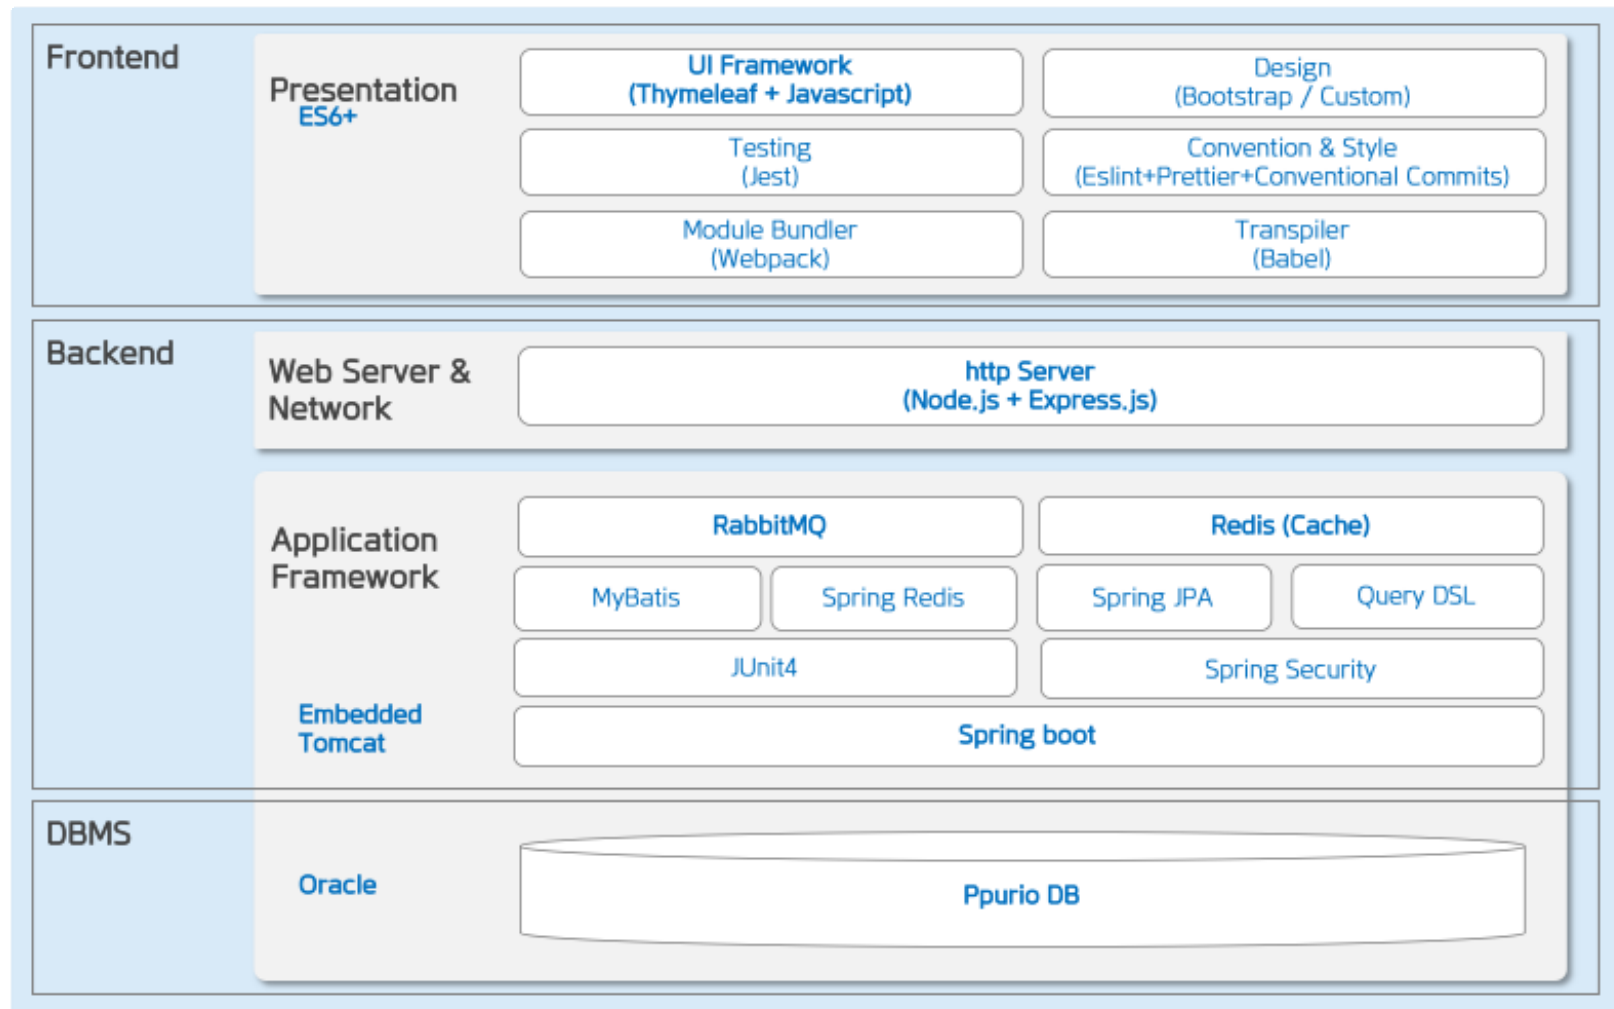 Frontend
Presentation
ES6+
UI Framework
(Thymeleaf + Javascript)
Design
(Bootstrap / Custom)
Testing
(Jest)
Convention & Style
(Eslint+Prettier+Conventional Commits)
Module Bundler
(Webpack)
Transpiler
(Babel)
Backend
Web Server &
Network
http Server
(Node.js + Express.js)
Application
Framework
RabbitMQ
Redis (Cache)
MyBatis
Spring Redis
Spring JPA
Query DSL
JUnit4
Spring Security
Embedded
Tomcat
Spring boot
DBMS
Oracle
Ppurio DB